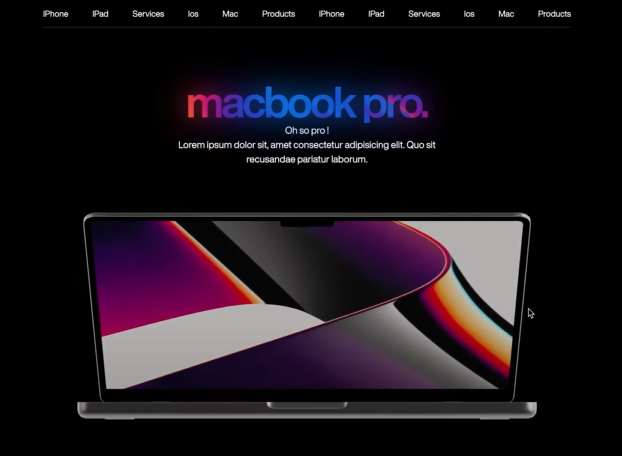 IPhone IPad Services Ios Mac Products IPhone IPad Services Ios Mac Products
macbook pro.
Oh so pro !
Lorem ipsum dolor sit, amet consectetur adipisicing elit. Quo sit
recusandae pariatur laborum.